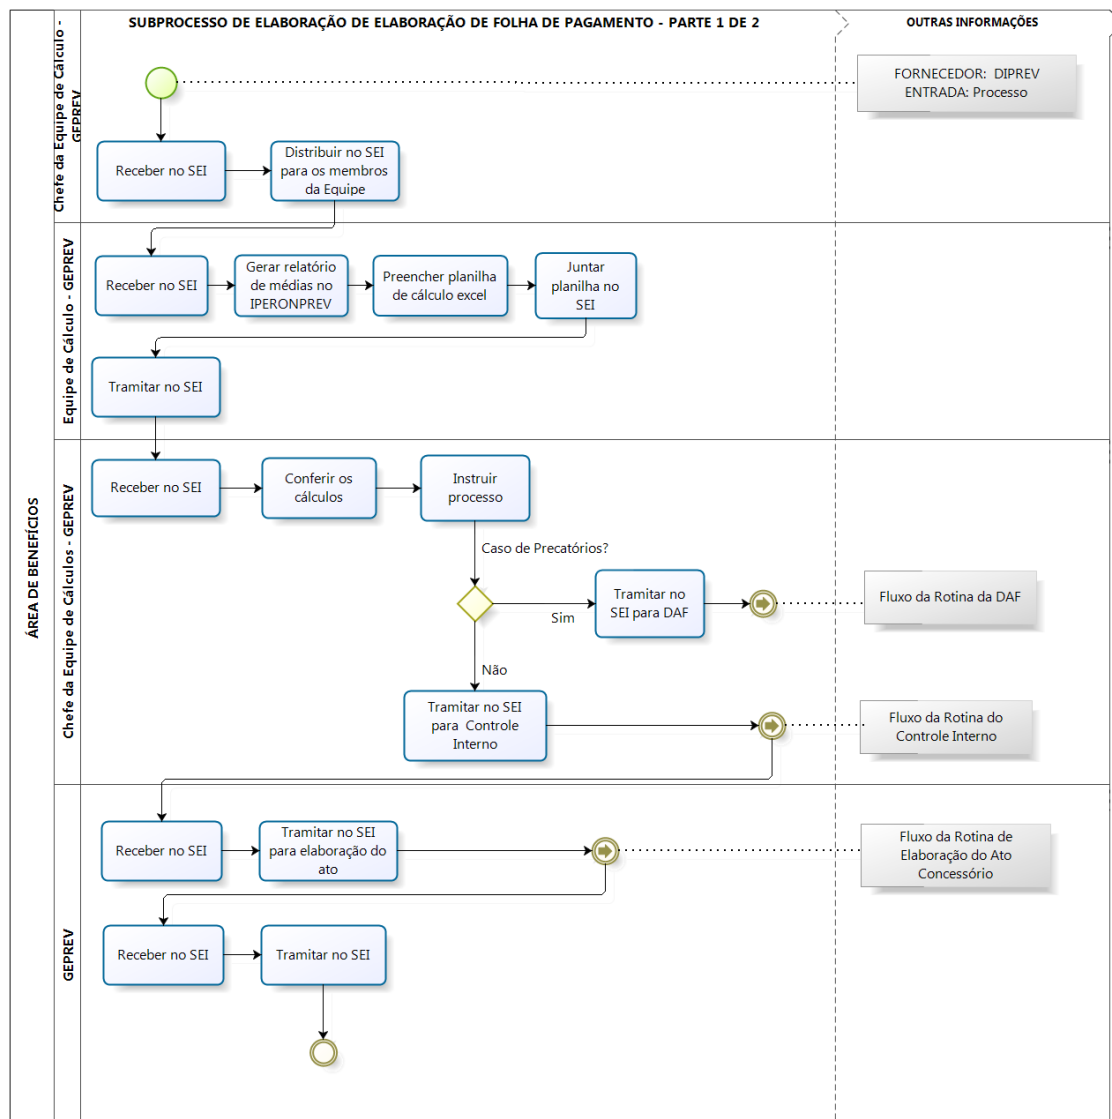 SUBPROCESSO DE ELABORAÇÃO DE ELABORAÇÃO DE FOLHA DE PAGAMENTO - PARTE 1 DE 2
OUTRAS INFORMAÇÕES
ÁREA DE BENEFÍCIOS
Chefe da Equipe de Cálculo -
GEPREV
FORNECEDOR: DIPREV
ENTRADA: Processo
Receber no SEI
Distribuir no SEI
para os membros
da Equipe
Equipe de Cálculo - GEPREV
Receber no SEI
Gerar relatório
de médias no
IPERONPREV
Preencher planilha
de cálculo excel
Juntar
planilha no
SEI
Tramitar no SEI
Chefe da Equipe de Cálculos - GEPREV
Receber no SEI
Conferir os
cálculos
Instruir
processo
Caso de Precatórios?
Sim
Tramitar no
SEI para DAF
Fluxo da Rotina da DAF
Não
Tramitar no SEI
para Controle
Interno
Fluxo da Rotina do
Controle Interno
GEPREV
Receber no SEI
Tramitar no SEI
para elaboração do
ato
Fluxo da Rotina de
Elaboração do Ato
Concessório
Receber no SEI
Tramitar no SEI